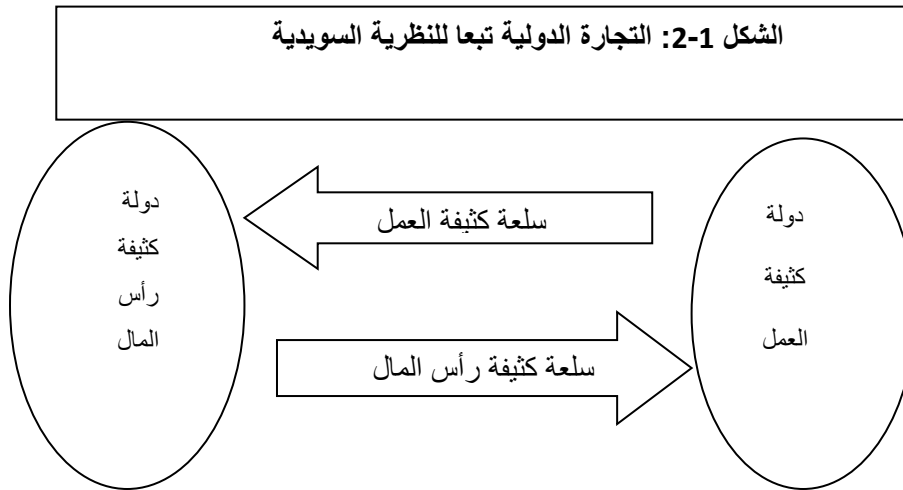 الشكل 1-2: التجارة الدولية تبعا للنظرية السويدية
دولة
كثيفة
العمل
سلعة كثيفة العمل
سلعة كثيفة رأس المال
دولة
كثيفة
رأس
المال